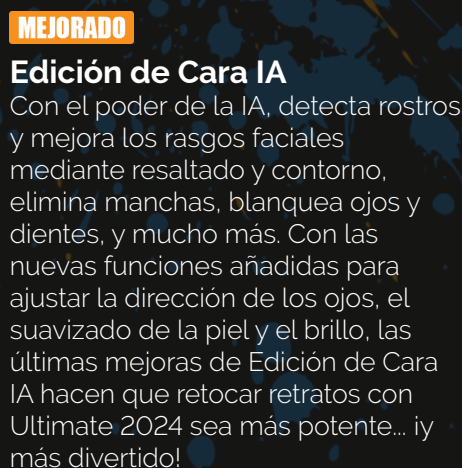 MEJORADO
Edición de Cara IA
Con el poder de la IA, detecta rostros
y mejora los rasgos faciales
mediante resaltado y contorno,
elimina manchas, blanquea ojos y
dientes, y mucho más. Con las
nuevas funciones añadidas para
ajustar la dirección de los ojos, el
suavizado de la piel y el brillo, las
últimas mejoras de Edición de Cara
IA hacen que retocar retratos con
Ultimate 2024 sea más potente... ¡y
más divertido!